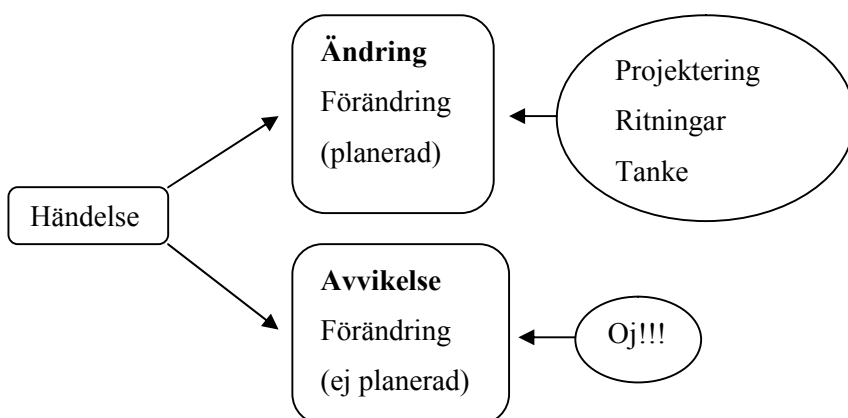 Ändring
Förändring
(planerad)
Projektering
Ritningar
Tanke
Händelse
Avvikelse
Förändring
(ej planerad)
Oj!!!